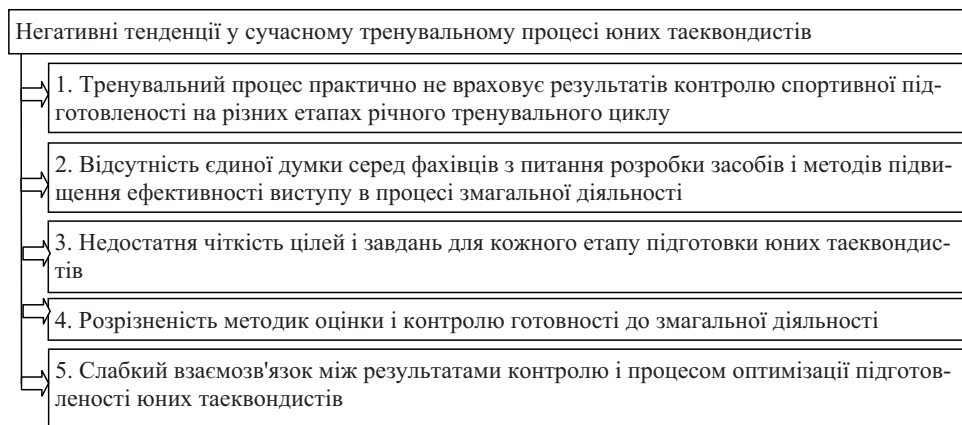 Негативні тенденції у сучасному тренувальному процесі юних таеквондистів
1. Тренувальний процес практично не враховує результатів контролю спортивної під-
готовленості на різних етапах річного тренувального циклу
2. Відсутність єдиної думки серед фахівців з питання розробки засобів і методів підви-
щення ефективності виступу в процесі змагальної діяльності
3. Недостатня чіткість цілей і завдань для кожного етапу підготовки юних таеквондис-
тів
4. Розрізненість методик оцінки і контролю готовності до змагальної діяльності
5. Слабкий взаємозв'язок між результатами контролю і процесом оптимізації підготов-
леності юних таеквондистів